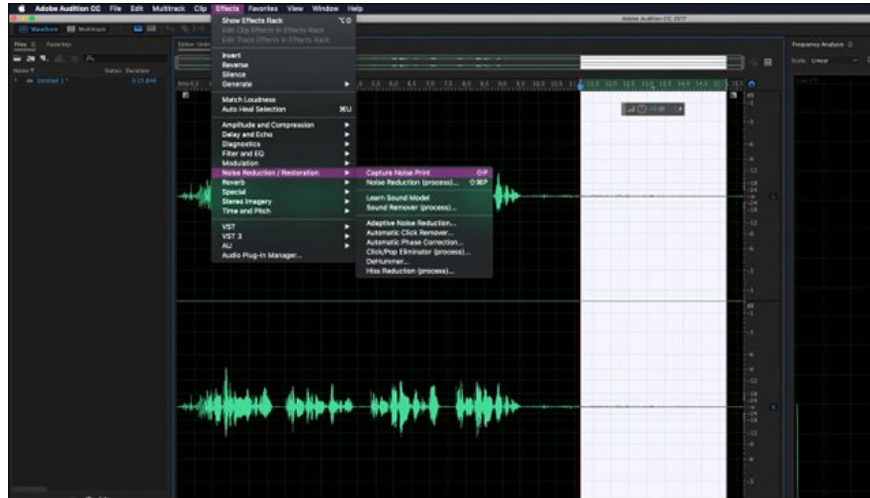 Adobe Audition CC File Edit Multitrack Clip Effects Favorites View Window Help
Adobe Audition CC 2017
Waveform Multitrack
Files Favorites
Name Status Duration
Untitled 1 *
0:15.848
Show Effects Rack ⌥0
Edit Clip Effects in Effects Rack
Edit Track Effects in Effects Rack
Invert
Reverse
Silence
Generate
Match Loudness
Auto Heal Selection ⌘U
Amplitude and Compression
Delay and Echo
Diagnostics
Filter and EQ
Modulation
Noise Reduction / Restoration
Reverb
Special
Stereo Imagery
Time and Pitch
VST
VST 3
AU
Audio Plug-in Manager...
Capture Noise Print ⇧P
Noise Reduction (process)... ⇧⌘P
Learn Sound Model
Sound Remover (process)...
Adaptive Noise Reduction...
Automatic Click Remover...
Automatic Phase Correction...
Click/Pop Eliminator (process)...
DeHummer...
Hiss Reduction (process)...
Frequency Analysis
Scale: Linear